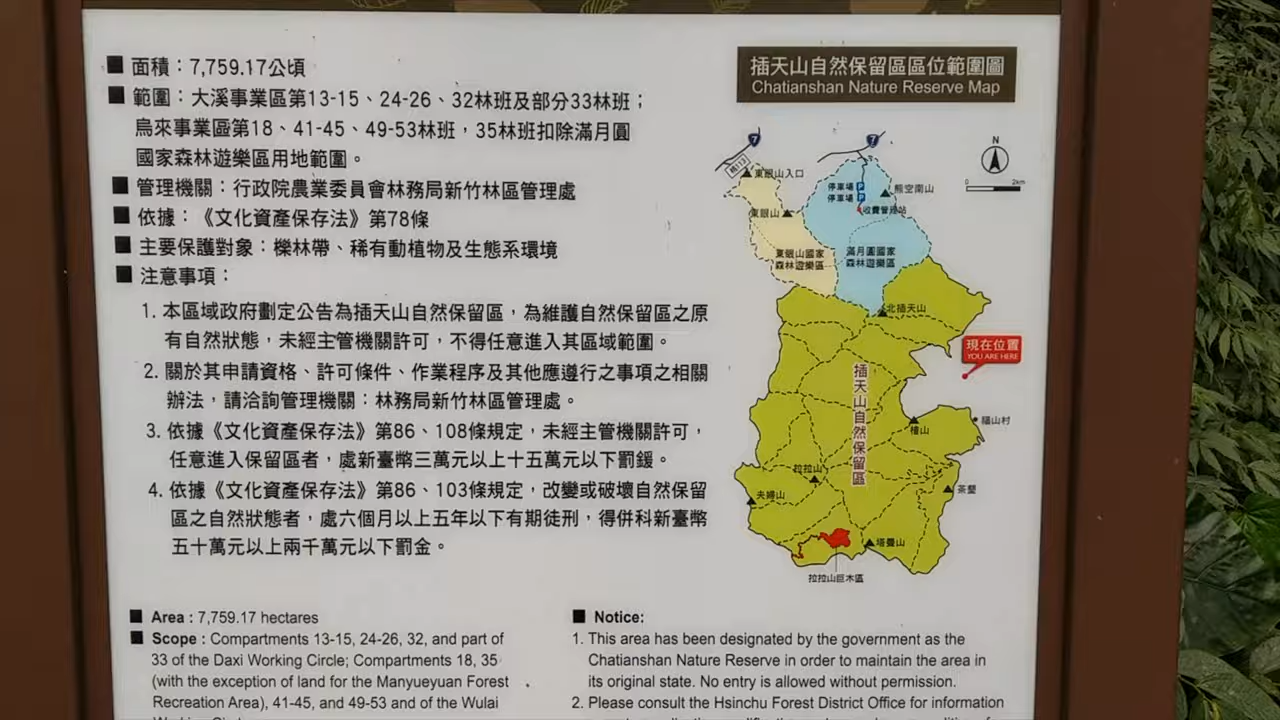 ■ 面積：7,759.17公頃
■ 範圍：大溪事業區第13-15、24-26、32林班及部分33林班；
烏來事業區第18、41-45、49-53林班，35林班扣除滿月圓
國家森林遊樂區用地範圍。
■ 管理機關：行政院農業委員會林務局新竹林區管理處
■ 依據：《文化資產保存法》第78條
■ 主要保護對象：櫟林帶、稀有動植物及生態系環境
■ 注意事項：
1. 本區域政府劃定公告為插天山自然保留區，為維護自然保留區之原
有自然狀態，未經主管機關許可，不得任意進入其區域範圍。
2. 關於其申請資格、許可條件、作業程序及其他應遵行之事項之相關
辦法，請洽詢管理機關：林務局新竹林區管理處。
3. 依據《文化資產保存法》第86、108條規定，未經主管機關許可，
任意進入保留區者，處新臺幣三萬元以上十五萬元以下罰鍰。
4. 依據《文化資產保存法》第86、103條規定，改變或破壞自然保留
區之自然狀態者，處六個月以上五年以下有期徒刑，得併科新臺幣
五十萬元以上兩千萬元以下罰金。
插天山自然保留區區位範圍圖
Chatianshan Nature Reserve Map
7
7
N
0 2km
桃113
東眼山入口
停車場 P
停車場 P
熊空南山
收費管理站
東眼山
東眼山國家
森林遊樂區
滿月圓國家
森林遊樂區
北插天山
現在位置
YOU ARE HERE
插天山自然保留區
福山村
檜山
拉拉山
夫婦山
茶墾
塔曼山
拉拉山巨木區
■ Area : 7,759.17 hectares
■ Scope : Compartments 13-15, 24-26, 32, and part of
33 of the Daxi Working Circle; Compartments 18, 35
(with the exception of land for the Manyueyuan Forest
Recreation Area), 41-45, and 49-53 and of the Wulai
■ Notice:
1. This area has been designated by the government as the
Chatianshan Nature Reserve in order to maintain the area in
its original state. No entry is allowed without permission.
2. Please consult the Hsinchu Forest District Office for information